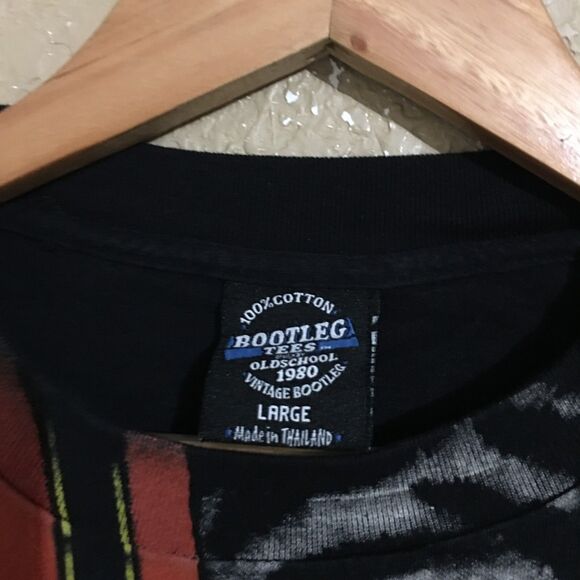 100% COTTON
BOOTLEG
TEES
OLDSCHOOL
1980
VINTAGE BOOTLEG
LARGE
Made in THAILAND